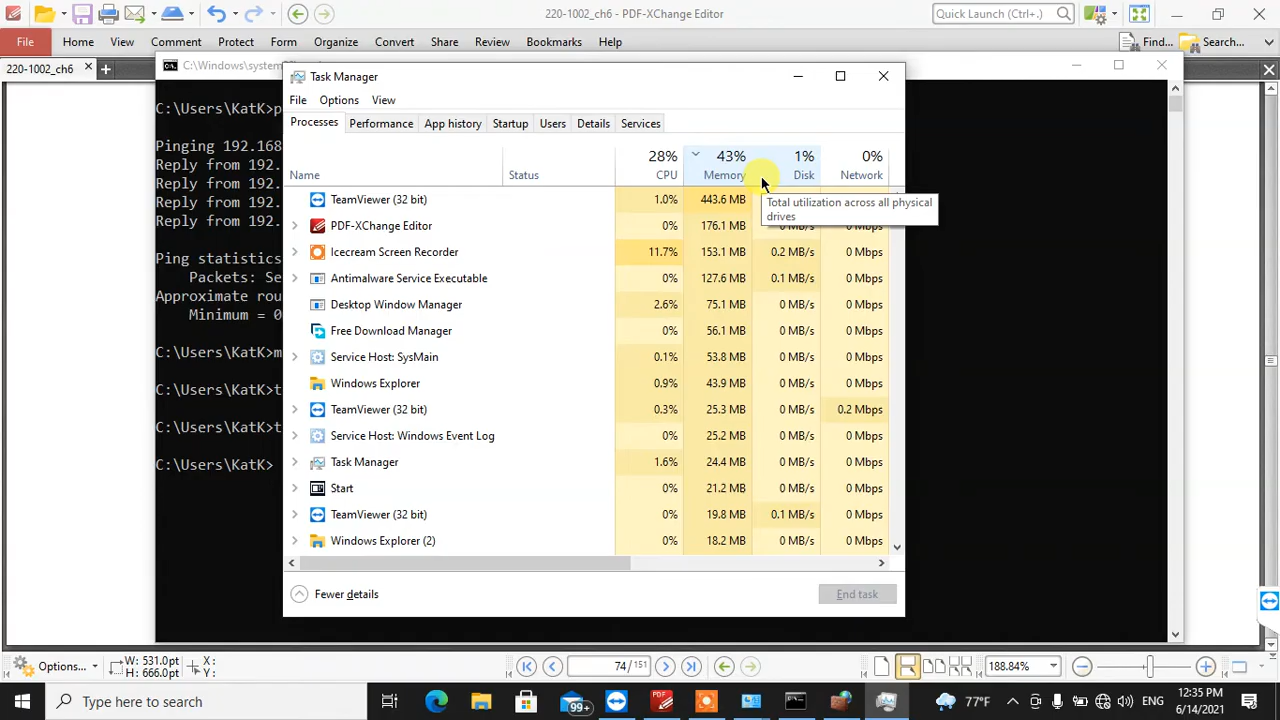 220-1002_ch6 - PDF-XChange Editor
Quick Launch (Ctrl+.)
File Home View Comment Protect Form Organize Convert Share Review Bookmarks Help
Find...
Search...
220-1002_ch6
C:\Windows\system
C:\Users\KatK>p
Pinging 192.168
Reply from 192.
Reply from 192.
Reply from 192.
Reply from 192.
Ping statistics
Packets: Se
Approximate rou
Minimum = 0
C:\Users\KatK>m
C:\Users\KatK>t
C:\Users\KatK>t
C:\Users\KatK>
Task Manager
File Options View
Processes Performance App history Startup Users Details Services
28% 43% 1% 0%
Name Status CPU Memory Disk Network
TeamViewer (32 bit) 1.0% 443.6 MB
Total utilization across all physical
drives
PDF-XChange Editor 0% 176.1 MB 0 Mbps
Icecream Screen Recorder 11.7% 153.1 MB 0.2 MB/s 0 Mbps
Antimalware Service Executable 0% 127.6 MB 0.1 MB/s 0 Mbps
Desktop Window Manager 2.6% 75.1 MB 0 MB/s 0 Mbps
Free Download Manager 0% 56.1 MB 0 MB/s 0 Mbps
Service Host: SysMain 0.1% 53.8 MB 0 MB/s 0 Mbps
Windows Explorer 0.9% 43.9 MB 0 MB/s 0 Mbps
TeamViewer (32 bit) 0.3% 25.3 MB 0 MB/s 0.2 Mbps
Service Host: Windows Event Log 0% 25.2 MB 0 MB/s 0 Mbps
Task Manager 1.6% 24.4 MB 0 MB/s 0 Mbps
Start 0% 21.2 MB 0 MB/s 0 Mbps
TeamViewer (32 bit) 0% 19.8 MB 0.1 MB/s 0 Mbps
Windows Explorer (2) 0% 18.2 MB 0 MB/s 0 Mbps
Fewer details
End task
Options...
W: 531.0pt
H: 666.0pt
X:
Y:
74 / 151
188.84%
Type here to search
99+
77°F
ENG
12:35 PM
6/14/2021